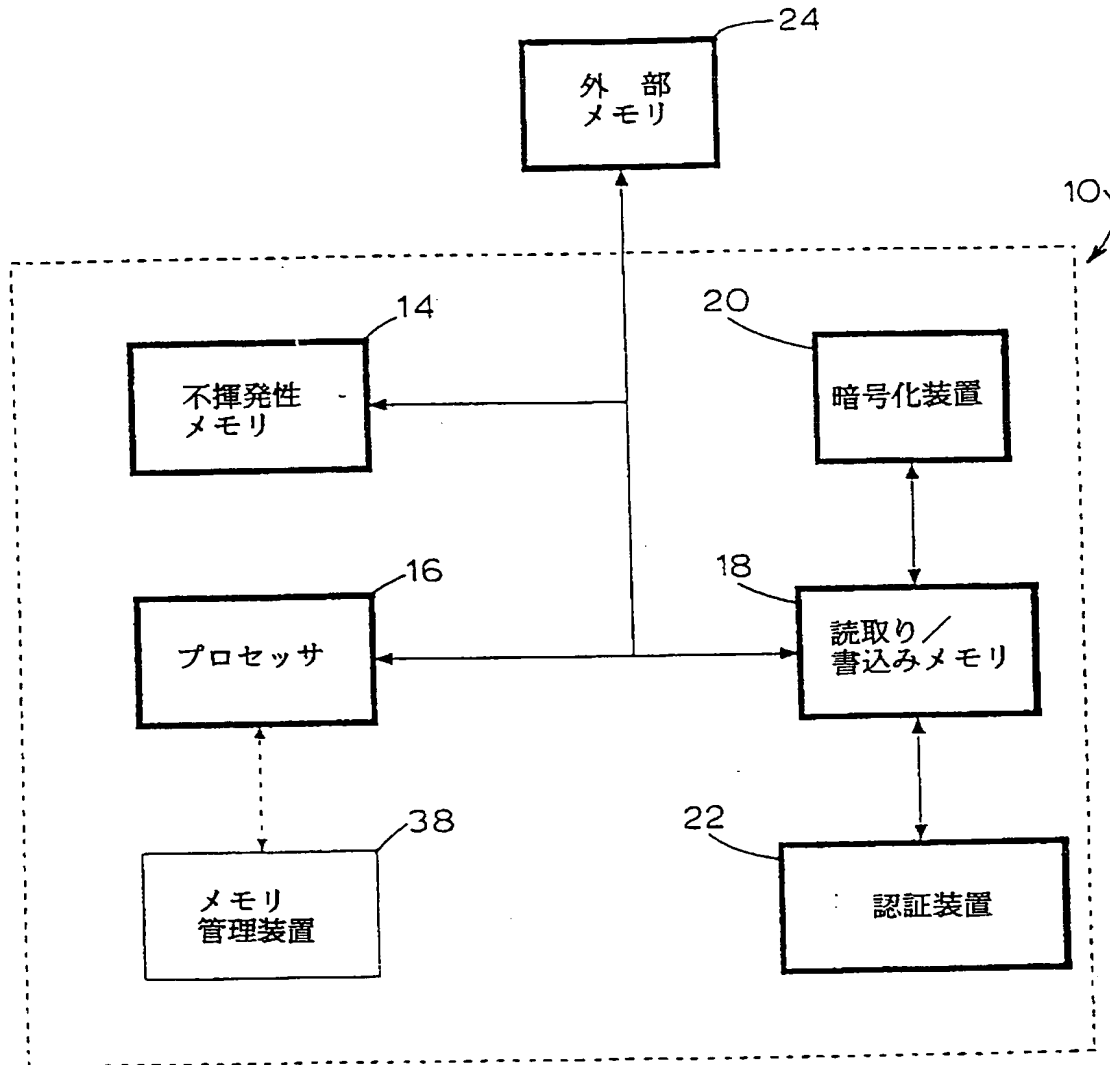 24
外 部
メモリ
10
14
不揮発性
メモリ
20
暗号化装置
16
プロセッサ
18
読取り/
書込みメモリ
38
メモリ
管理装置
22
認証装置